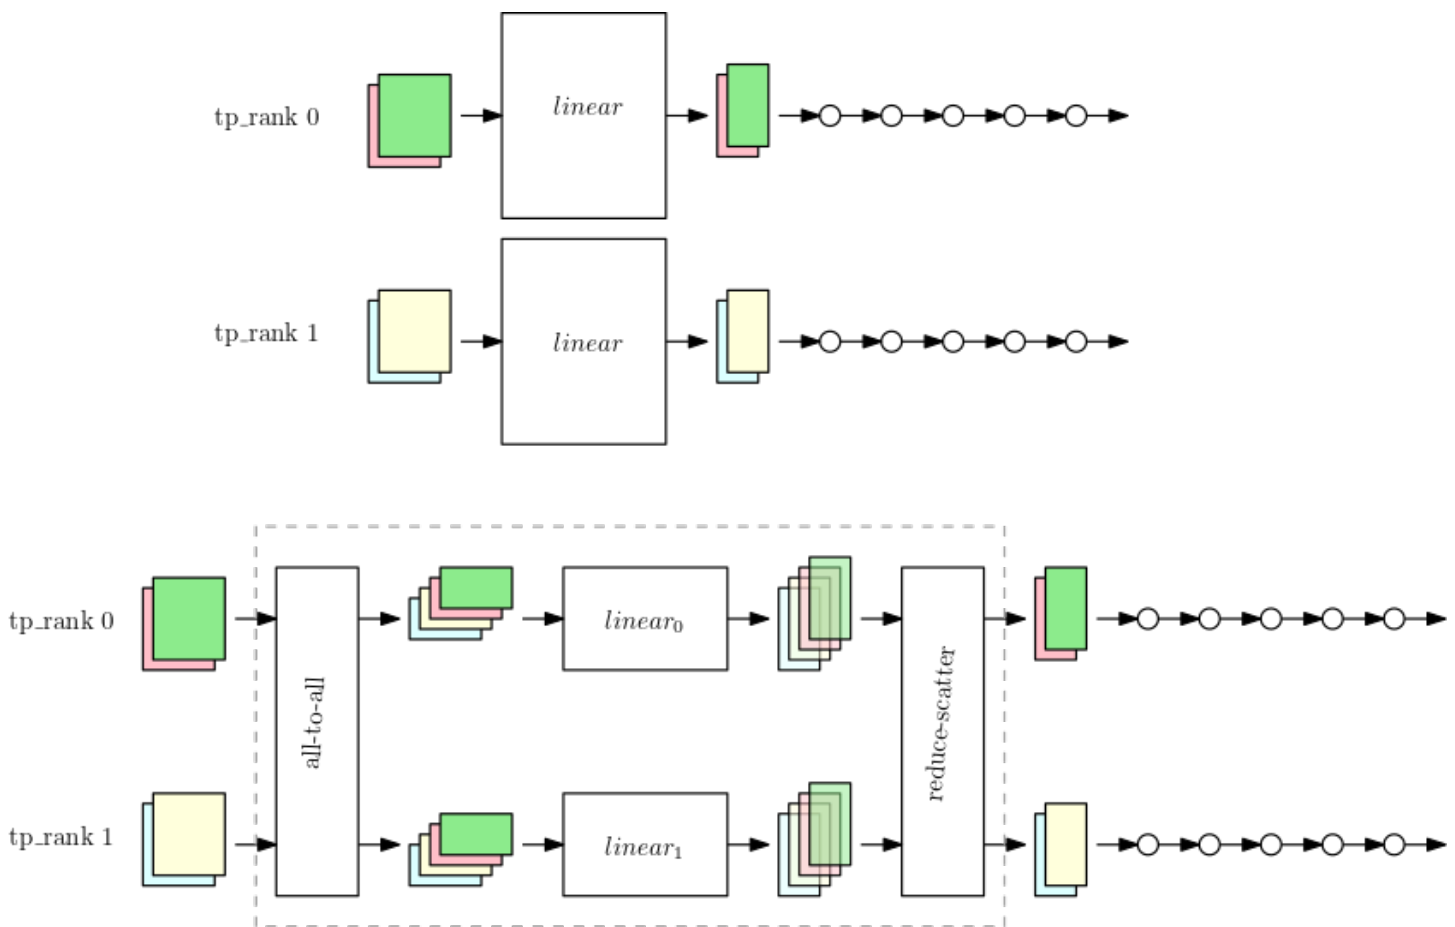 tp_rank 0
linear
tp_rank 1
linear
tp_rank 0
all-to-all
linear₀
reduce-scatter
tp_rank 1
linear₁